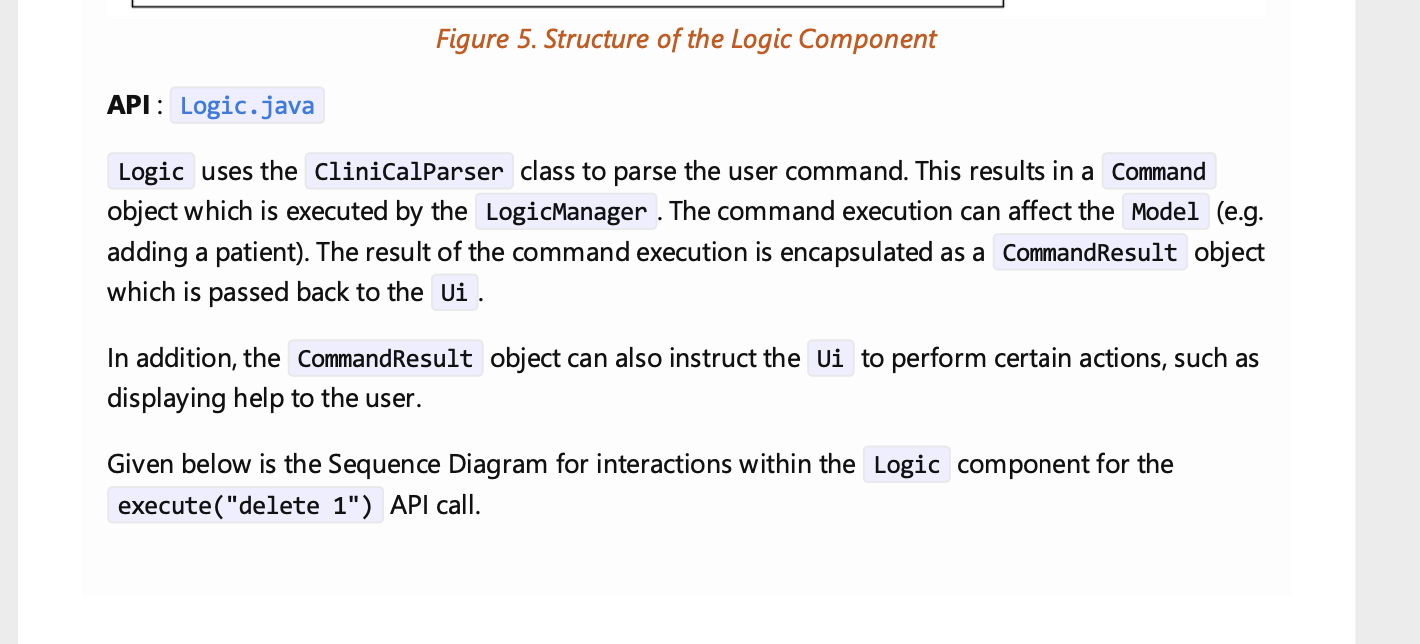 Figure 5. Structure of the Logic Component
API : Logic.java
Logic uses the CliniCalParser class to parse the user command. This results in a Command
object which is executed by the LogicManager . The command execution can affect the Model (e.g.
adding a patient). The result of the command execution is encapsulated as a CommandResult object
which is passed back to the Ui .
In addition, the CommandResult object can also instruct the Ui to perform certain actions, such as
displaying help to the user.
Given below is the Sequence Diagram for interactions within the Logic component for the
execute("delete 1") API call.